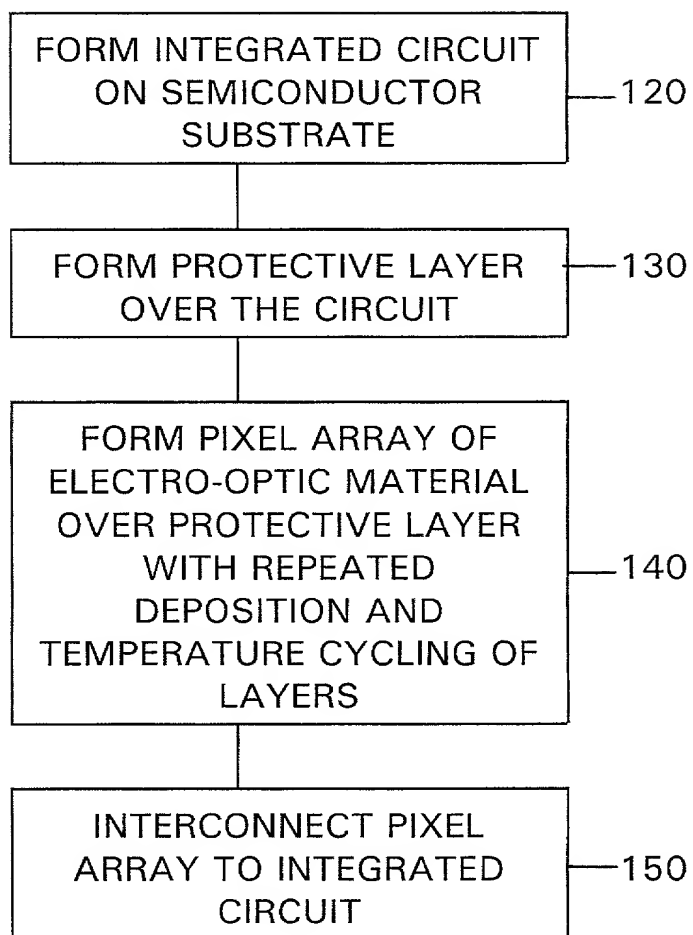 FORM INTEGRATED CIRCUIT
ON SEMICONDUCTOR
SUBSTRATE
120
FORM PROTECTIVE LAYER
OVER THE CIRCUIT
130
FORM PIXEL ARRAY OF
ELECTRO-OPTIC MATERIAL
OVER PROTECTIVE LAYER
WITH REPEATED
DEPOSITION AND
TEMPERATURE CYCLING OF
LAYERS
140
INTERCONNECT PIXEL
ARRAY TO INTEGRATED
CIRCUIT
150